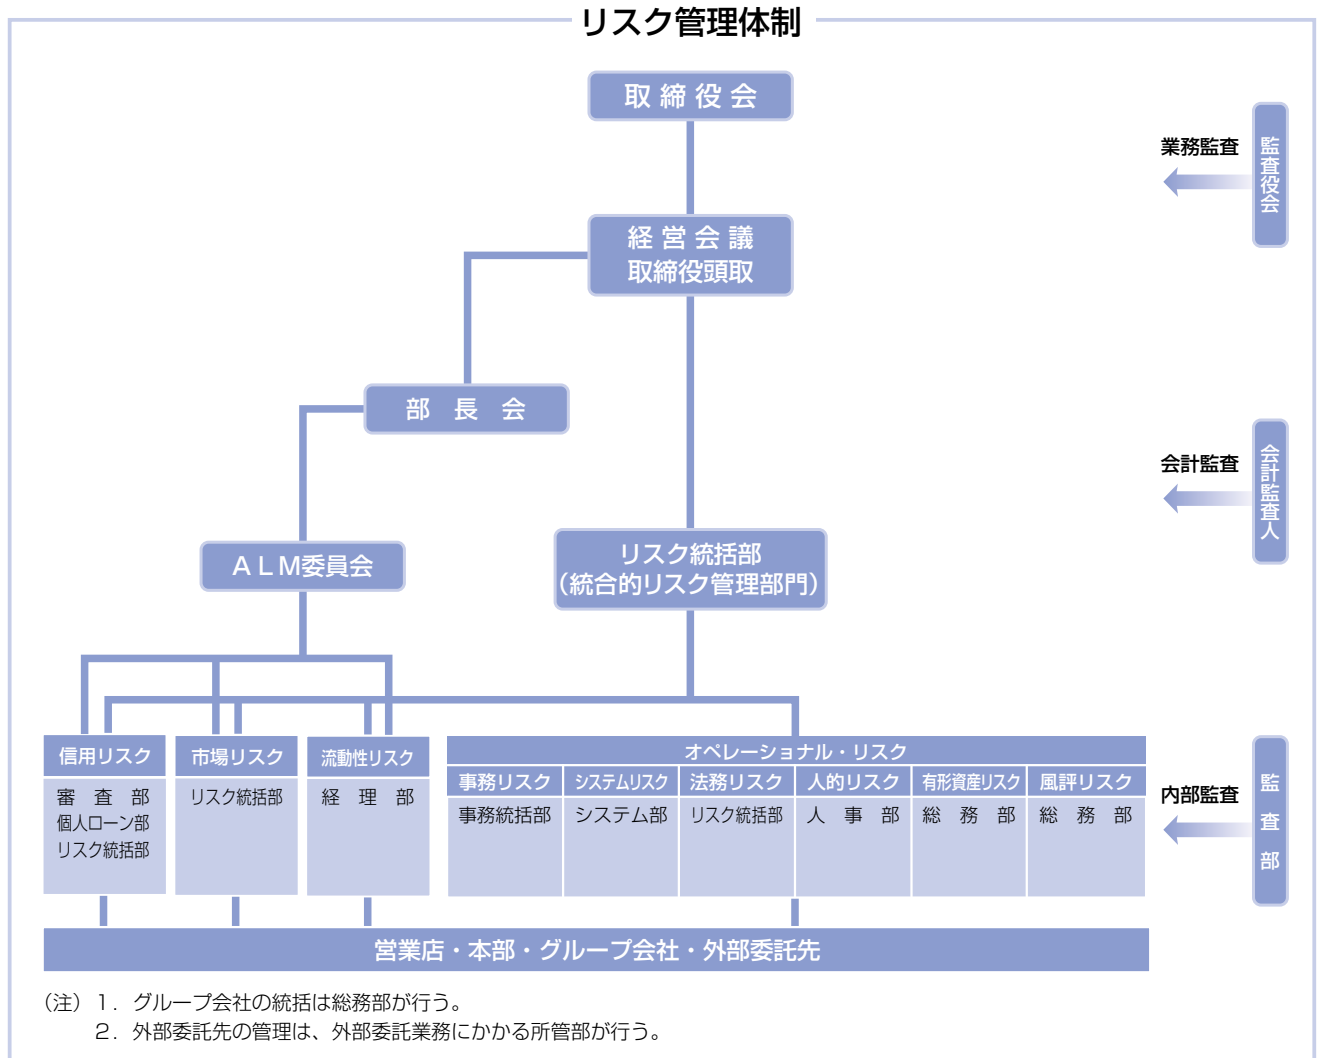 リスク管理体制
取締役会
業務監査
監査役会
経営会議
取締役頭取
部長会
会計監査
会計監査人
ALM委員会
リスク統括部
(統合的リスク管理部門)
信用リスク
審査部
個人ローン部
リスク統括部
市場リスク
リスク統括部
流動性リスク
経理部
オペレーショナル・リスク
事務リスク
事務統括部
システムリスク
システム部
法務リスク
リスク統括部
人的リスク
人事部
有形資産リスク
総務部
風評リスク
総務部
内部監査
監査部
営業店・本部・グループ会社・外部委託先
(注)1.グループ会社の統括は総務部が行う。
2.外部委託先の管理は、外部委託業務にかかる所管部が行う。